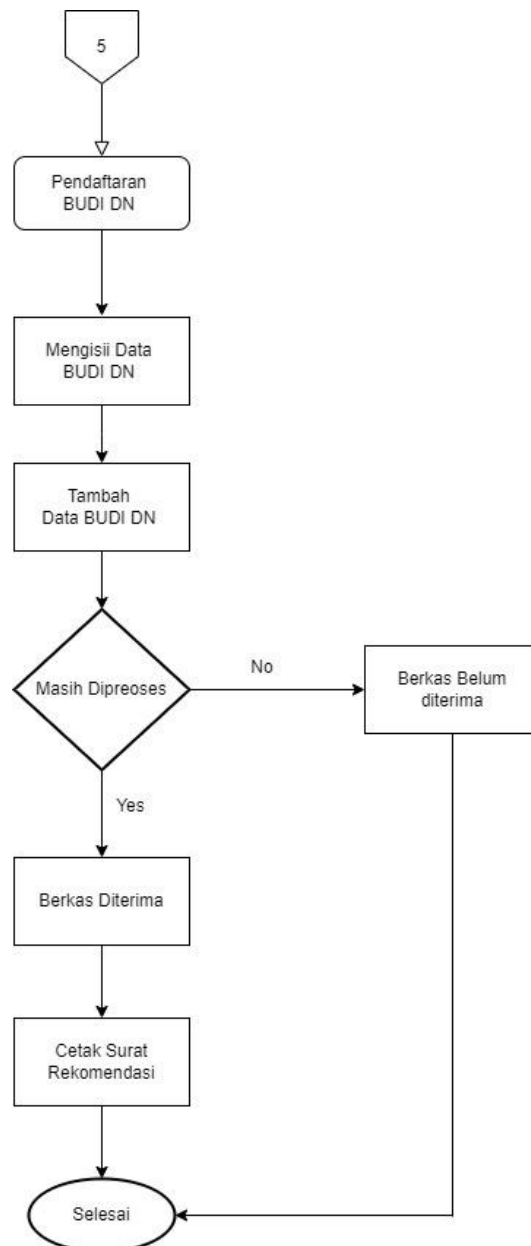 5
Pendaftaran
BUDI DN
Mengisii Data
BUDI DN
Tambah
Data BUDI DN
Masih Dipreoses
No
Berkas Belum
diterima
Yes
Berkas Diterima
Cetak Surat
Rekomendasi
Selesai